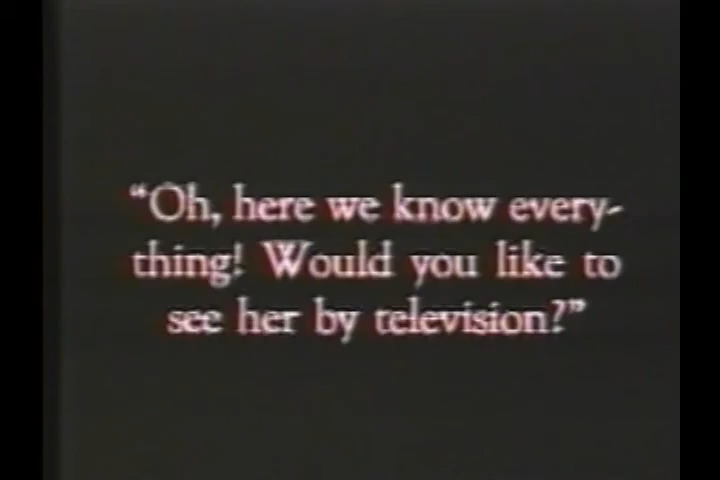 “Oh, here we know every-
thing! Would you like to
see her by television?”